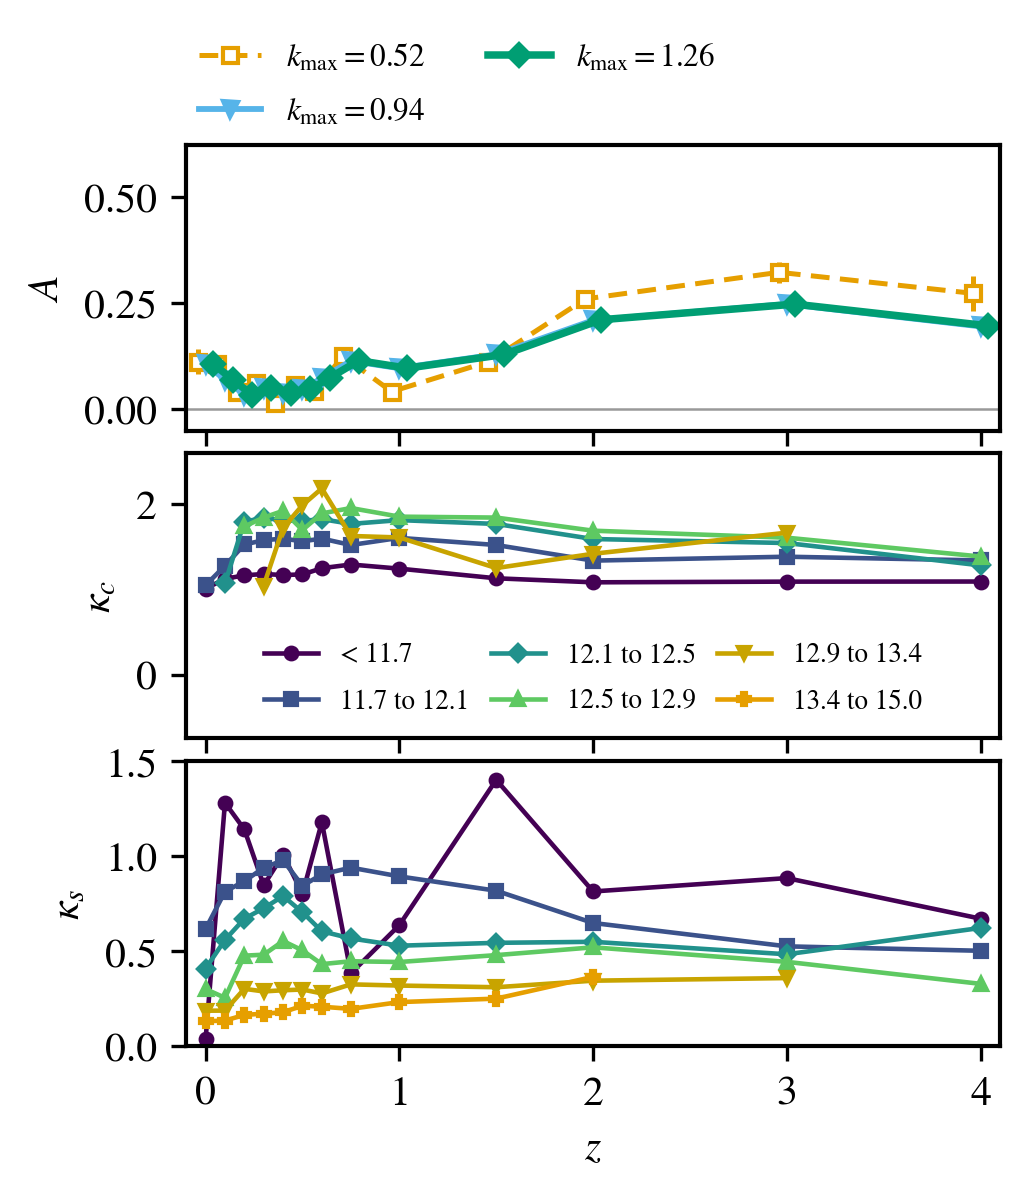 k_max = 0.52 k_max = 1.26
k_max = 0.94
0.50
0.25
0.00
A
2
0
κ_c
< 11.7 12.1 to 12.5 12.9 to 13.4
11.7 to 12.1 12.5 to 12.9 13.4 to 15.0
1.5
1.0
0.5
0.0
κ_s
0 1 2 3 4
z